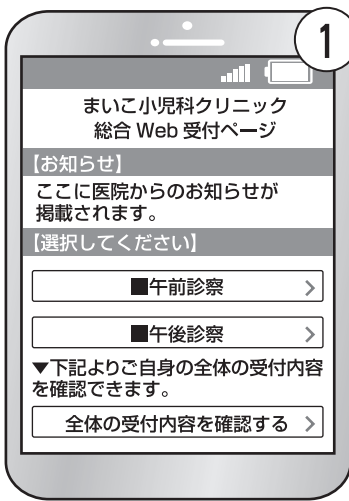 1
まいこ小児科クリニック
総合 Web 受付ページ
【お知らせ】
ここに医院からのお知らせが
掲載されます。
【選択してください】
■午前診察 >
■午後診察 >
▼下記よりご自身の全体の受付内容
を確認できます。
全体の受付内容を確認する >